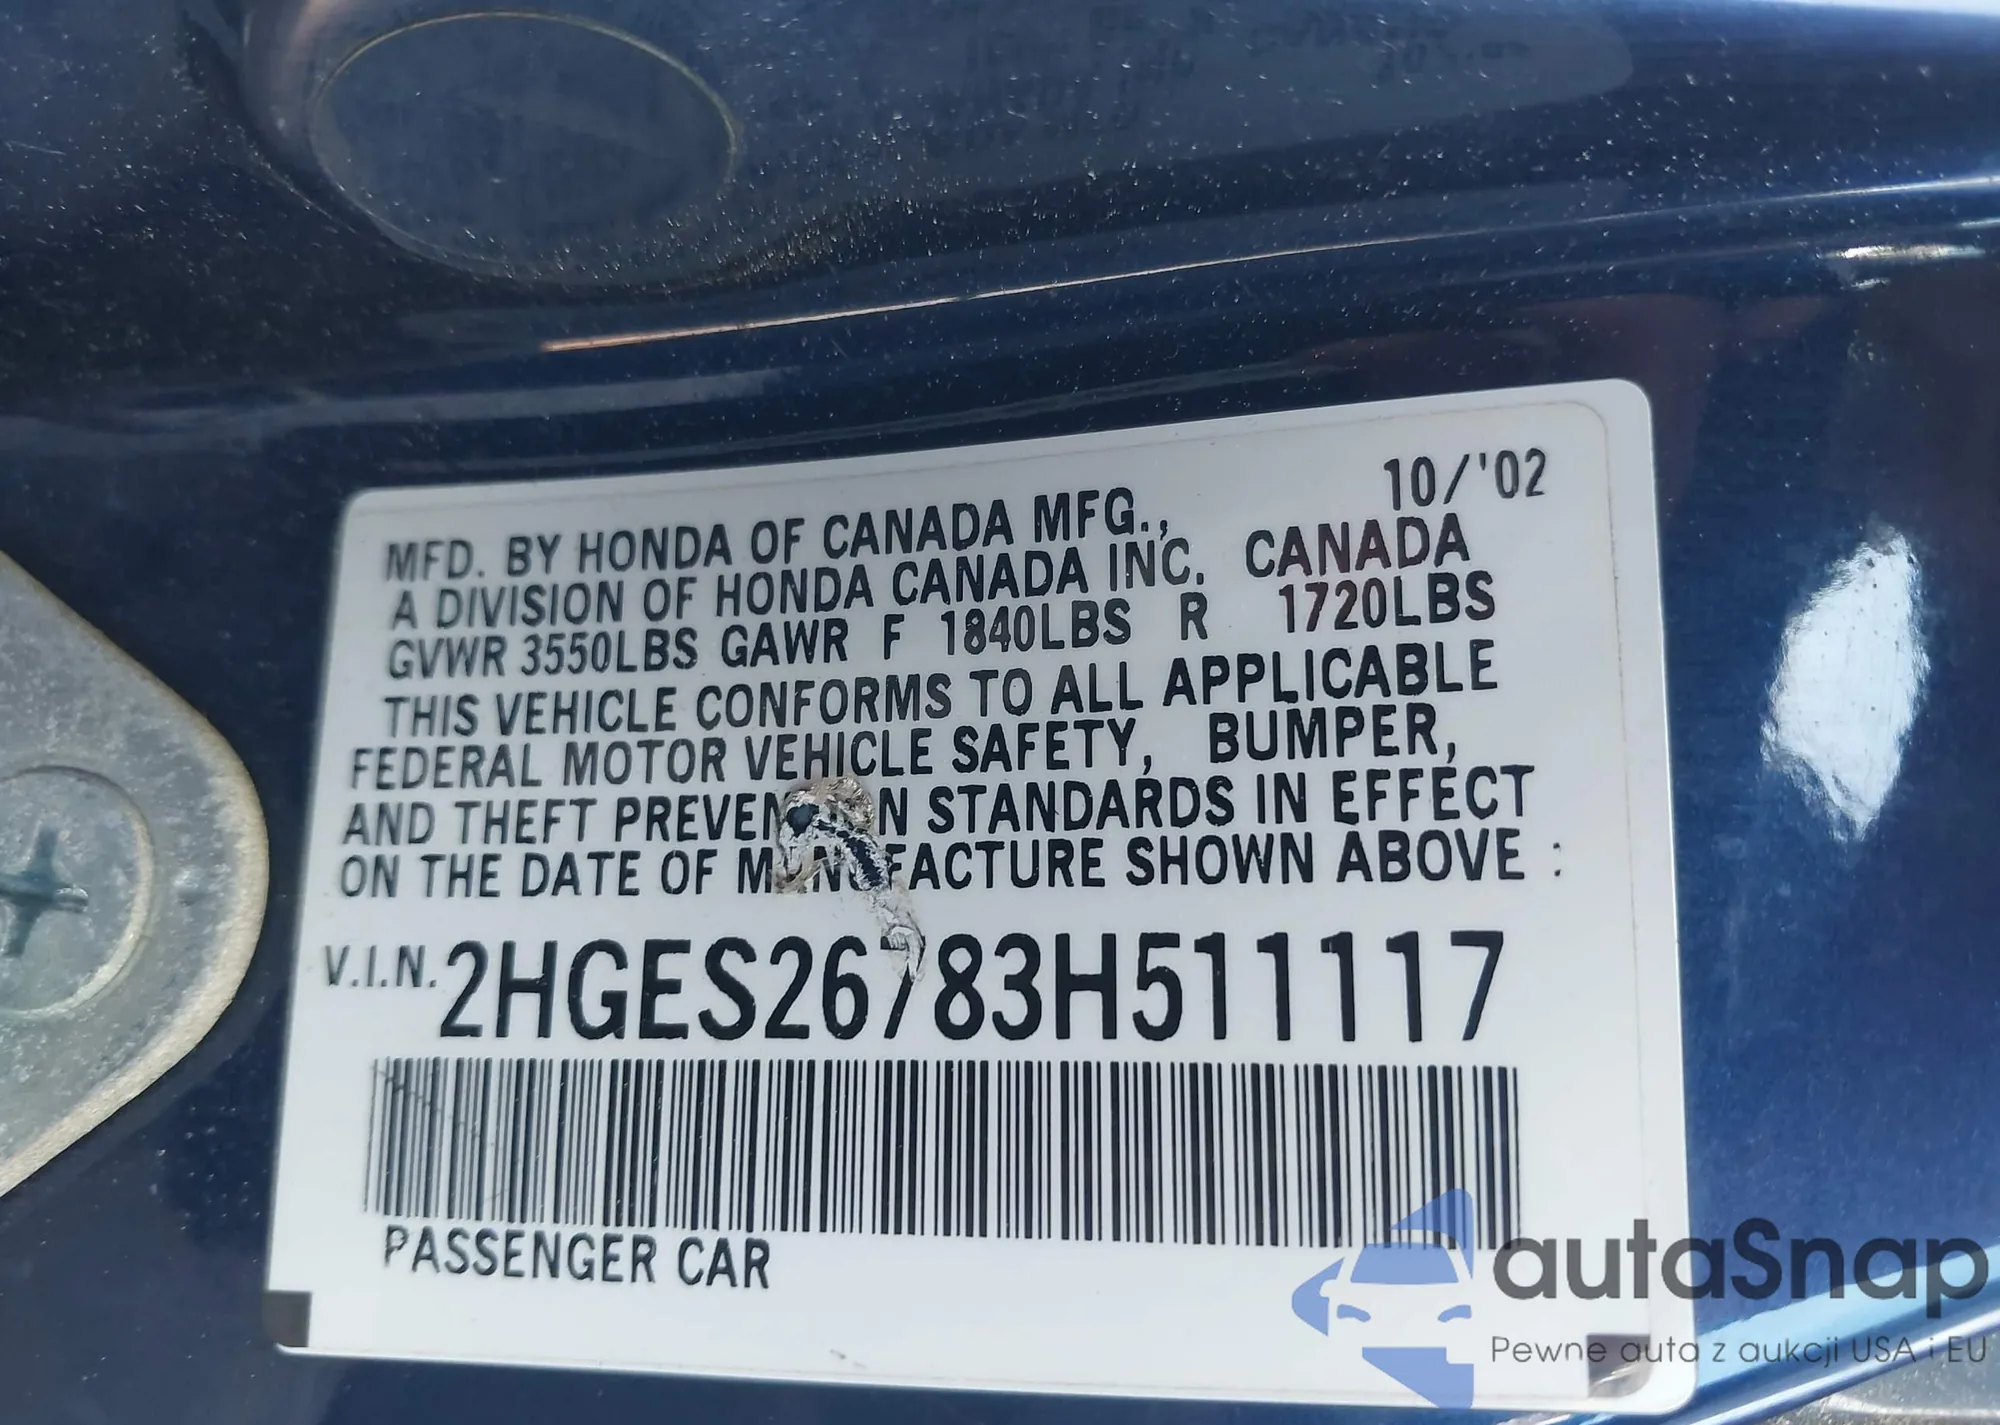 10/'02
MFD. BY HONDA OF CANADA MFG.,
A DIVISION OF HONDA CANADA INC. CANADA
GVWR 3550LBS GAWR F 1840LBS R 1720LBS
THIS VEHICLE CONFORMS TO ALL APPLICABLE
FEDERAL MOTOR VEHICLE SAFETY, BUMPER,
AND THEFT STANDARDS IN EFFECT
ON THE DATE OF MANUFACTURE SHOWN ABOVE :
V.I.N. 2HGES26783H511117
PASSENGER CAR
autaSnap
Pewne auta z aukcji USA i EU